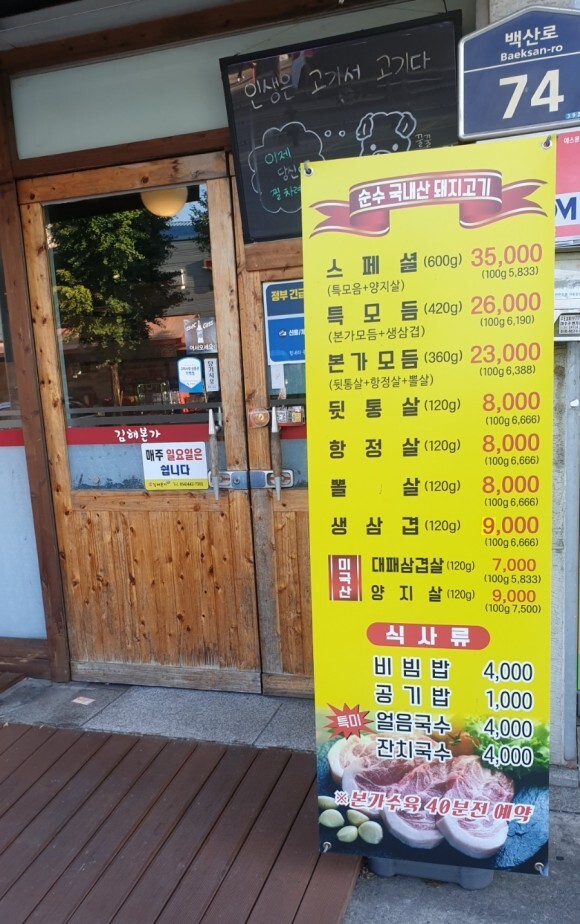 인생은 고기서 고기다
이제
백산로
Baeksan-ro
74
순수 국내산 돼지고기
스페셜 (600g) 35,000
(특모음+양지살) (100g 5,833)
특모듬 (420g) 26,000
(본가모듬+생삼겹) (100g 6,190)
본가모듬 (360g) 23,000
(뒷통살+항정살+뽈살) (100g 6,388)
뒷통살 (120g) 8,000
(100g 6,666)
항정살 (120g) 8,000
(100g 6,666)
뽈살 (120g) 8,000
(100g 6,666)
생삼겹 (120g) 9,000
(100g 6,666)
미국산
대패삼겹살 (120g) 7,000
(100g 5,833)
양지살 (120g) 9,000
(100g 7,500)
식사류
비빔밥 4,000
공기밥 1,000
특미 얼음국수 4,000
잔치국수 4,000
※본가수육 40분전 예약
정부 긴급
김해본가
매주 일요일은
쉽니다
M